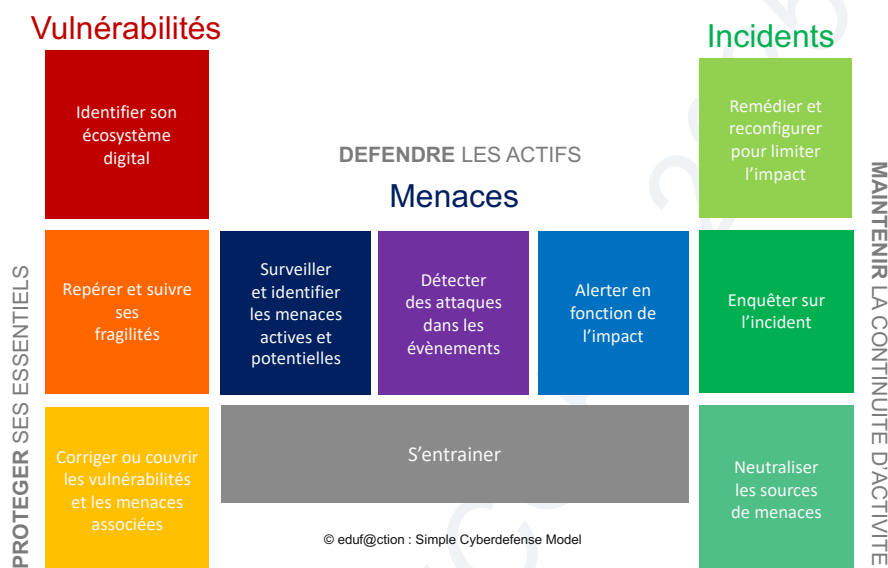 Vulnérabilités
Incidents
Identifier son
écosystème
digital
Remédier et
reconfigurer
pour limiter
l'impact
DEFENDRE LES ACTIFS
Menaces
PROTEGER SES ESSENTIELS
MAINTENIR LA CONTINUITE D'ACTIVITE
Repérer et suivre
ses
fragilités
Surveiller
et identifier
les menaces
actives et
potentielles
Détecter
des attaques
dans les
évènements
Alerter en
fonction de
l'impact
Enquêter sur
l'incident
Corriger ou couvrir
les vulnérabilités
et les menaces
associées
S'entrainer
Neutraliser
les sources
de menaces
© eduf@ction : Simple Cyberdefense Model